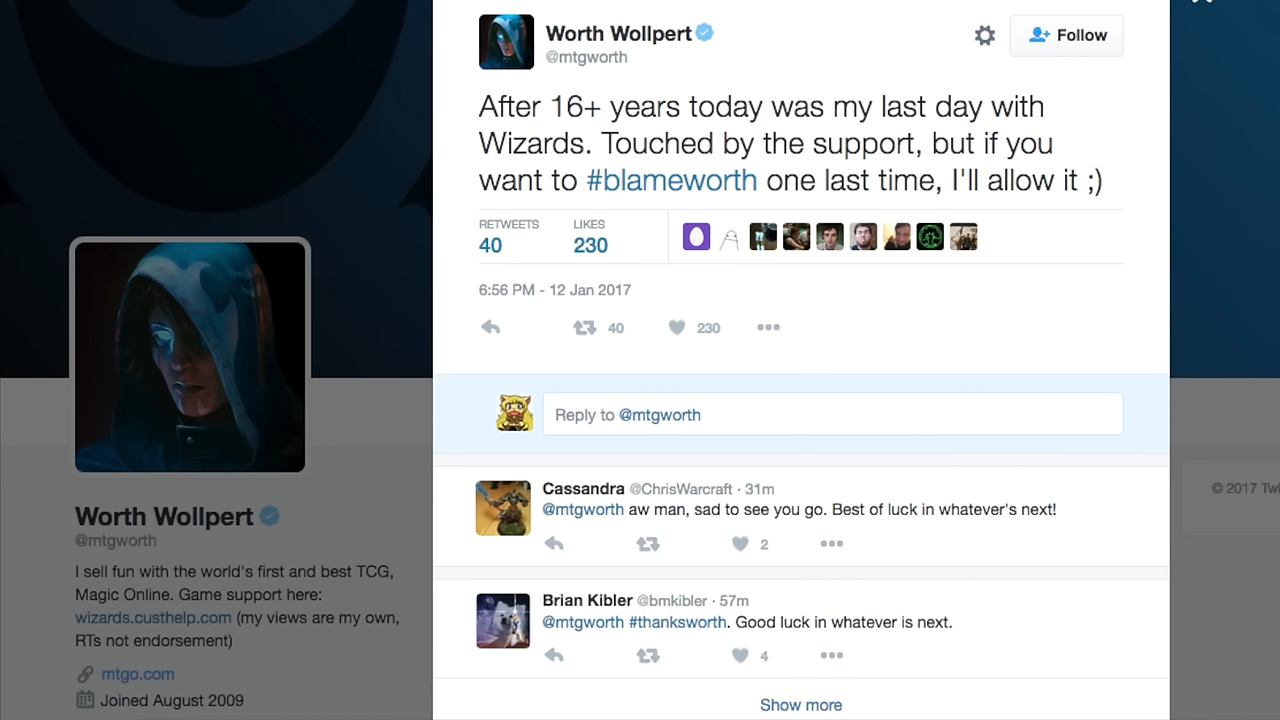 Worth Wollpert
@mtgworth
Follow
After 16+ years today was my last day with
Wizards. Touched by the support, but if you
want to #blameworth one last time, I'll allow it ;)
RETWEETS
40
LIKES
230
6:56 PM - 12 Jan 2017
40
230
Reply to @mtgworth
Cassandra @ChrisWarcraft · 31m
@mtgworth aw man, sad to see you go. Best of luck in whatever's next!
2
Brian Kibler @bmkibler · 57m
@mtgworth #thanksworth. Good luck in whatever is next.
4
Show more
Worth Wollpert
@mtgworth
I sell fun with the world's first and best TCG,
Magic Online. Game support here:
wizards.custhelp.com (my views are my own,
RTs not endorsement)
mtgo.com
Joined August 2009
© 2017 Twi